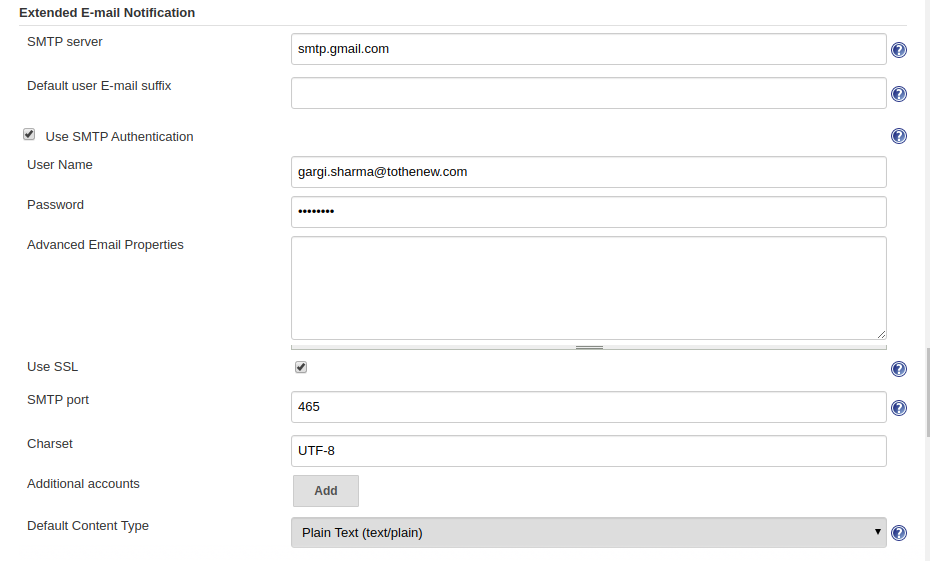 Extended E-mail Notification
SMTP server
smtp.gmail.com
Default user E-mail suffix
Use SMTP Authentication
User Name
gargi.sharma@tothenew.com
Password
••••••••
Advanced Email Properties
Use SSL
SMTP port
465
Charset
UTF-8
Additional accounts
Add
Default Content Type
Plain Text (text/plain)